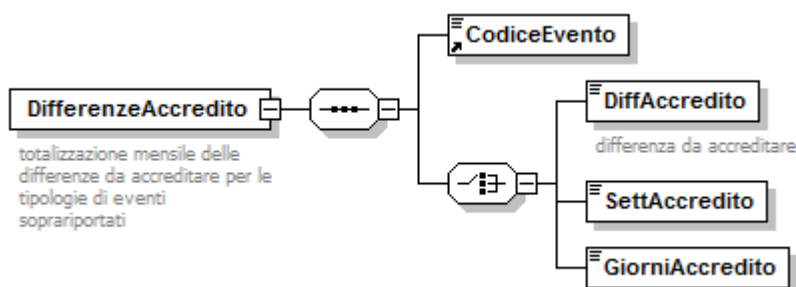 CodiceEvento
DifferenzeAccredito
totalizzazione mensile delle
differenze da accreditare per le
tipologie di eventi
soprariportati
DiffAccredito
differenza da accreditare
SettAccredito
GiorniAccredito